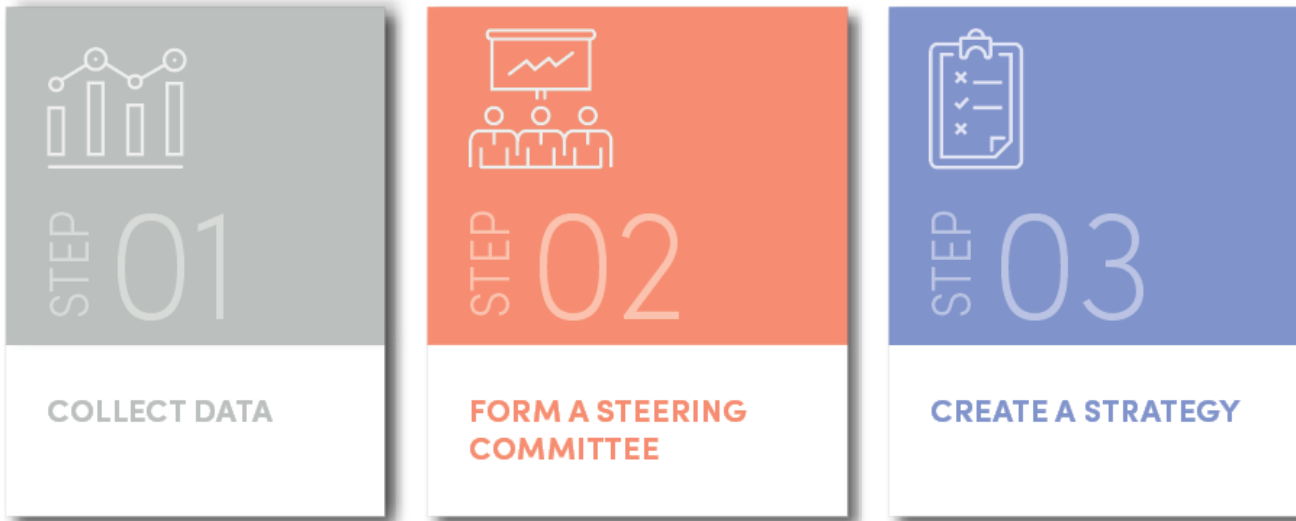 STEP 01
COLLECT DATA
STEP 02
FORM A STEERING
COMMITTEE
STEP 03
CREATE A STRATEGY